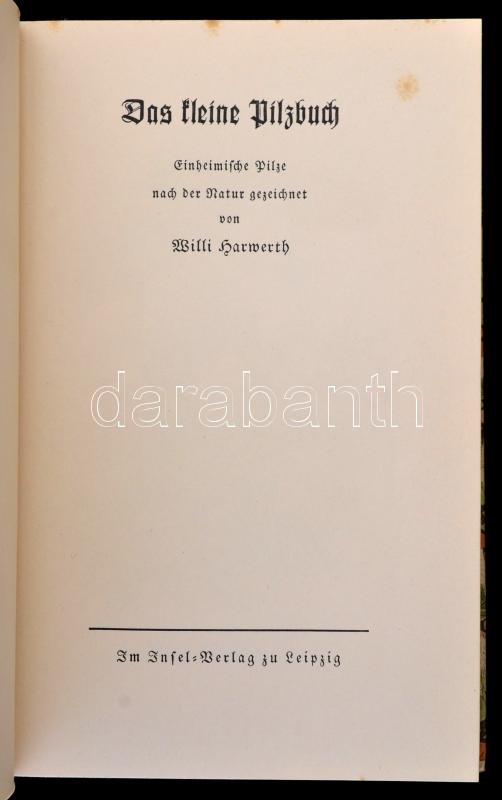 Das kleine Pilzbuch
Einheimische Pilze
nach der Natur gezeichnet
von
Willi Harwerth
darabanth
Im Insel-Verlag zu Leipzig